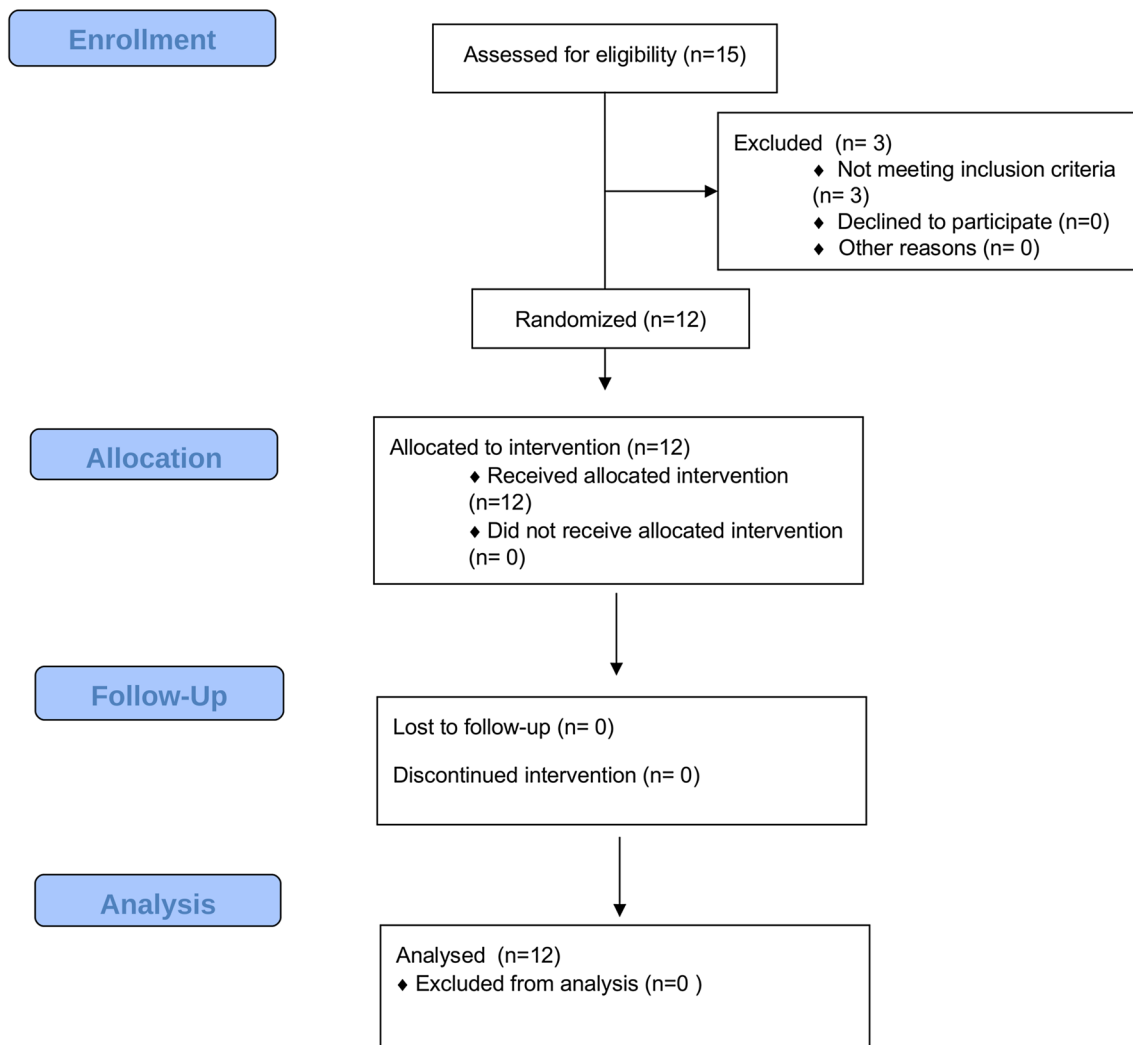 Enrollment
Assessed for eligibility (n=15)
Excluded  (n= 3)
♦ Not meeting inclusion criteria
(n= 3)
♦ Declined to participate (n=0)
♦ Other reasons (n= 0)
Randomized (n=12)
Allocation
Allocated to intervention (n=12)
♦ Received allocated intervention
(n=12)
♦ Did not receive allocated intervention
(n= 0)
Follow-Up
Lost to follow-up (n= 0)
Discontinued intervention (n= 0)
Analysis
Analysed  (n=12)
♦ Excluded from analysis (n=0 )